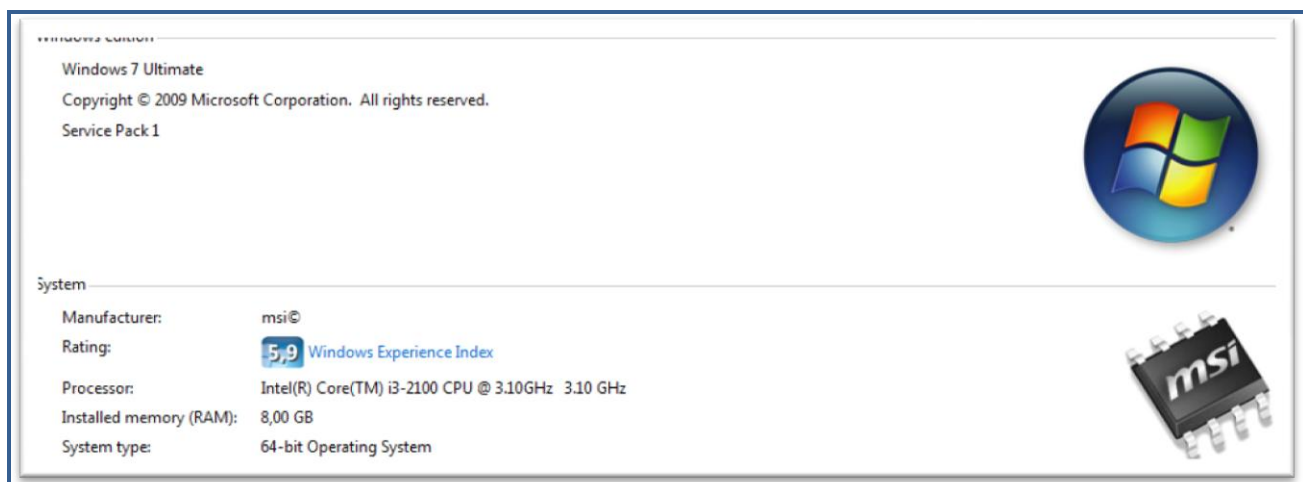 Windows edition
Windows 7 Ultimate
Copyright © 2009 Microsoft Corporation. All rights reserved.
Service Pack 1
System
Manufacturer: msi©
Rating: 5,9 Windows Experience Index
Processor: Intel(R) Core(TM) i3-2100 CPU @ 3.10GHz 3.10 GHz
Installed memory (RAM): 8,00 GB
System type: 64-bit Operating System
msi